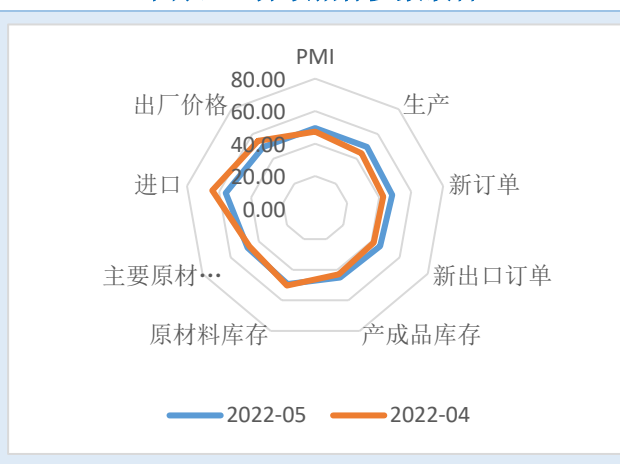 PMI
80.00
60.00
40.00
20.00
0.00
生产
新订单
新出口订单
产成品库存
原材料库存
主要原材…
进口
出厂价格
2022-05
2022-04